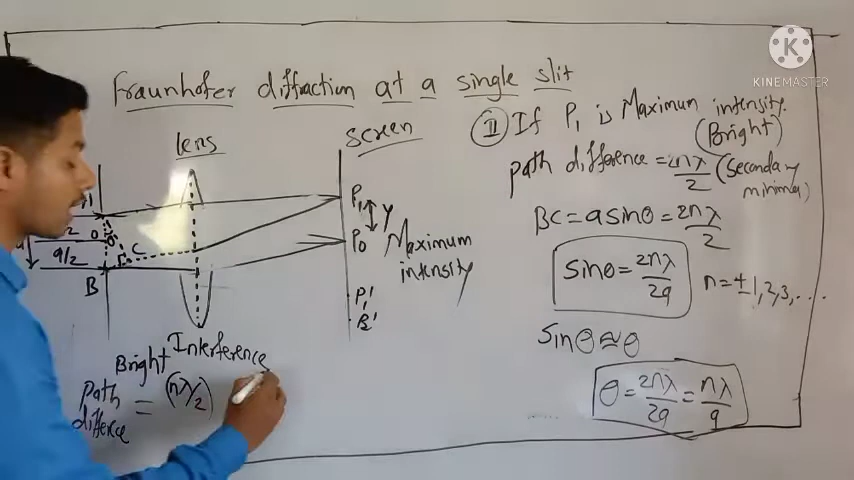 KINEMASTER
Fraunhofer diffraction at a single slit
lens
screen
P₁
Y
P₀ Maximum
intensity
P₁'
/2
O
θ
a/2
C
B
Bright Interference
path
differce
= (nλ/2)
II If P₁ is Maximum intensity.
(Bright)
path difference = 2nλ/2 (Secondary
minima)
BC = a sinθ = 2nλ/2
Sinθ = 2nλ/2a
n = ±1, 2, 3, ....
Sinθ ≈ θ
θ = 2nλ/2a = nλ/a